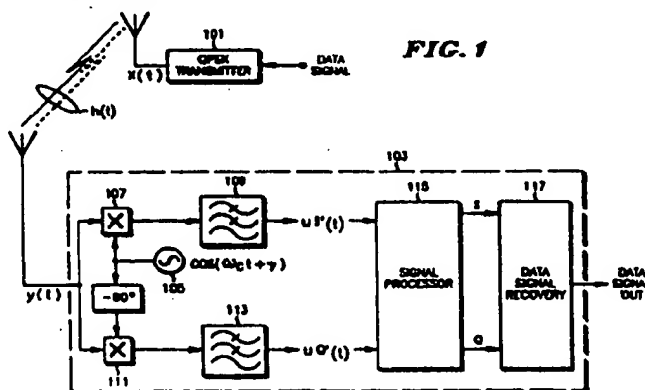 FIG. 1
101
QPSK
TRANSMITTER
X(t)
DATA
SIGNAL
h(t)
103
107
109
115
117
u I'(t)
COS(ωc t + γ)
105
-90°
y(t)
SIGNAL
PROCESSOR
DATA
SIGNAL
RECOVERY
DATA
SIGNAL
OUT
113
u Q'(t)
Q
111